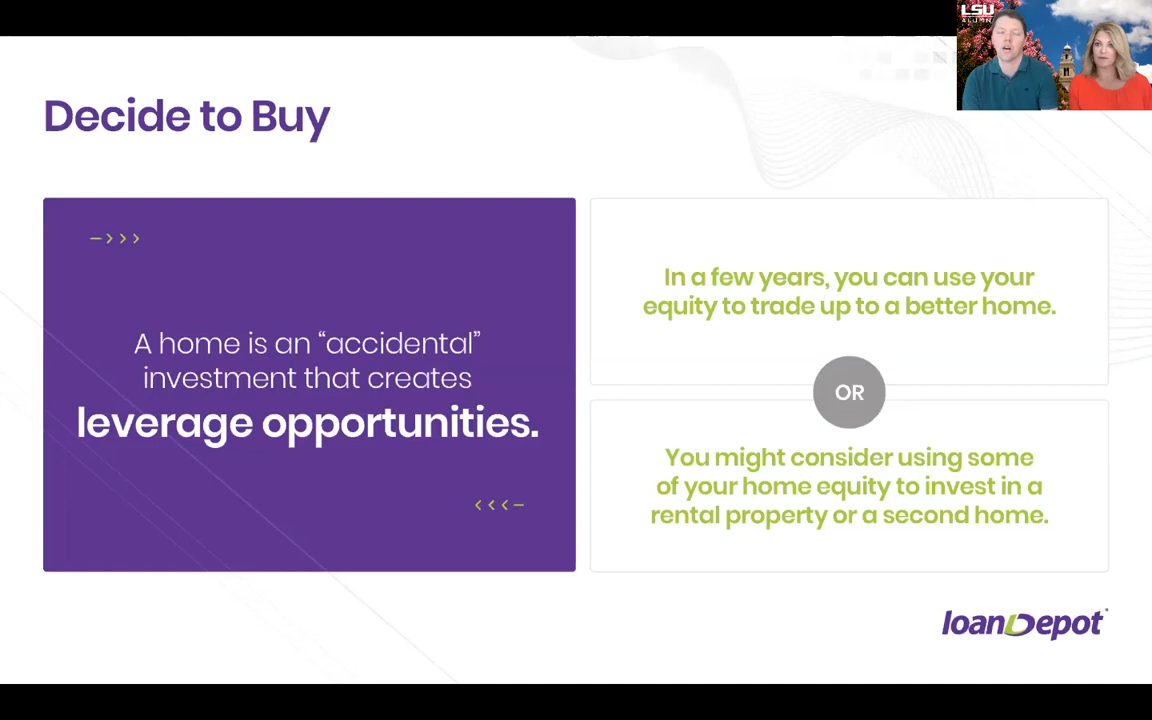 LSU
ALUMNI
Decide to Buy
A home is an “accidental”
investment that creates
leverage opportunities.
In a few years, you can use your
equity to trade up to a better home.
OR
You might consider using some
of your home equity to invest in a
rental property or a second home.
loanDepot